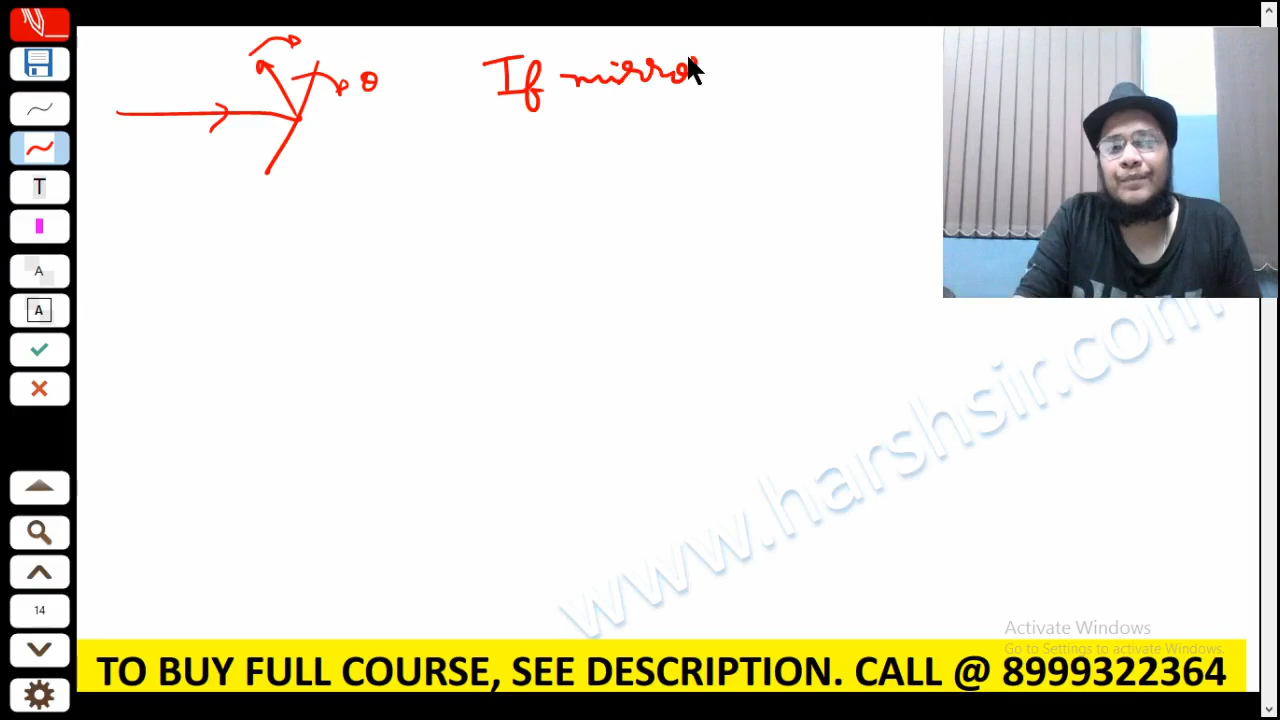 θ
If mirror
T
A
A
14
www.harshsir.com
Activate Windows
Go to Settings to activate Windows.
TO BUY FULL COURSE, SEE DESCRIPTION. CALL @ 8999322364